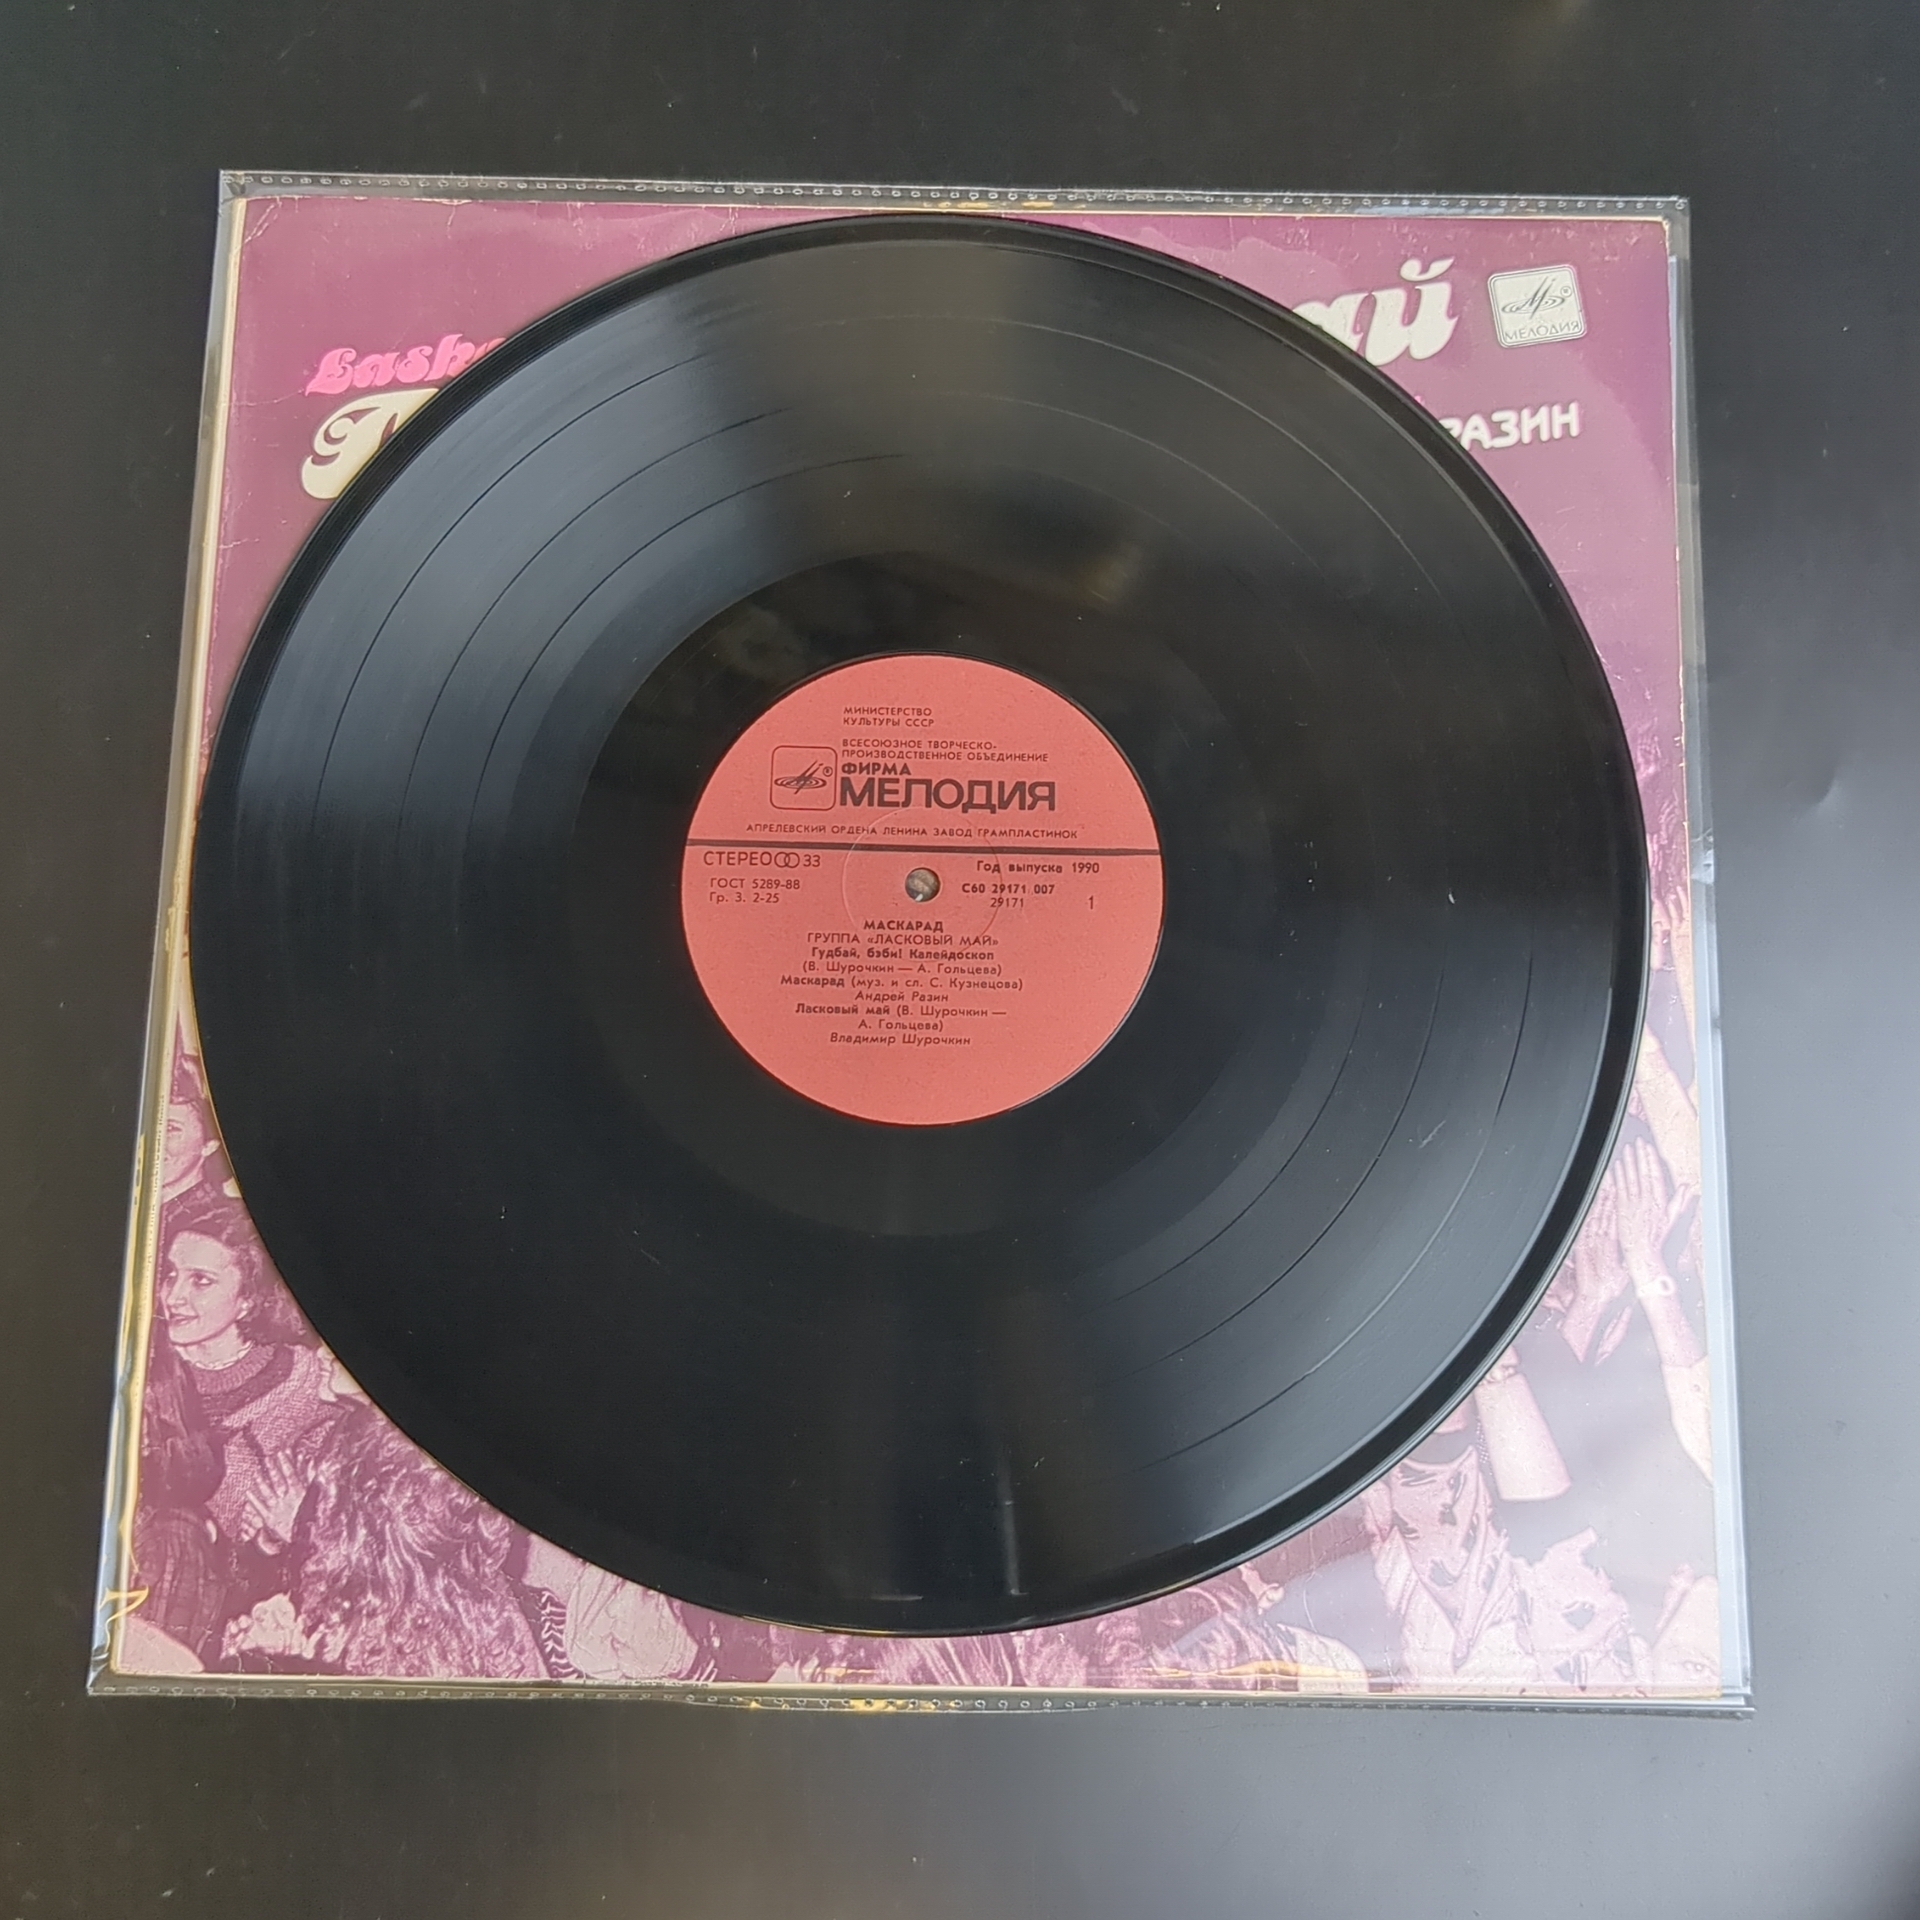 Lask
ай
МЕЛОДИЯ
РАЗИН
МИНИСТЕРСТВО
КУЛЬТУРЫ СССР
ВСЕСОЮЗНОЕ ТВОРЧЕСКО-
ПРОИЗВОДСТВЕННОЕ ОБЪЕДИНЕНИЕ
ФИРМА
МЕЛОДИЯ
АПРЕЛЕВСКИЙ ОРДЕНА ЛЕНИНА ЗАВОД ГРАМПЛАСТИНОК
СТЕРЕО 33
Год выпуска 1990
ГОСТ 5289-88
С60 29171 007
Гр. 3. 2-25
29171
1
МАСКАРАД
ГРУППА «ЛАСКОВЫЙ МАЙ»
Гудбай, бэби! Калейдоскоп
(В. Шурочкин — А. Гольцева)
Маскарад (муз. и сл. С. Кузнецова)
Андрей Разин
Ласковый май (В. Шурочкин —
А. Гольцева)
Владимир Шурочкин